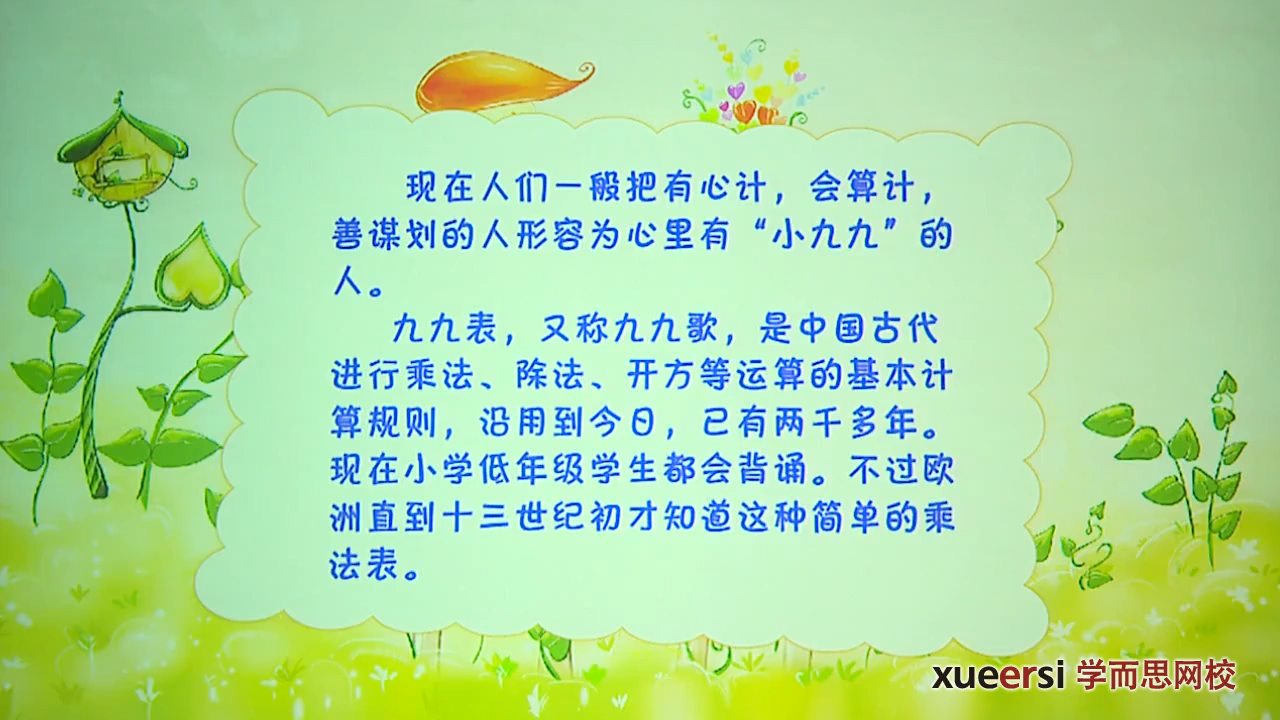 现在人们一般把有心计，会算计，
善谋划的人形容为心里有“小九九”的
人。
九九表，又称九九歌，是中国古代
进行乘法、除法、开方等运算的基本计
算规则，沿用到今日，已有两千多年。
现在小学低年级学生都会背诵。不过欧
洲直到十三世纪初才知道这种简单的乘
法表。
xueersi 学而思网校